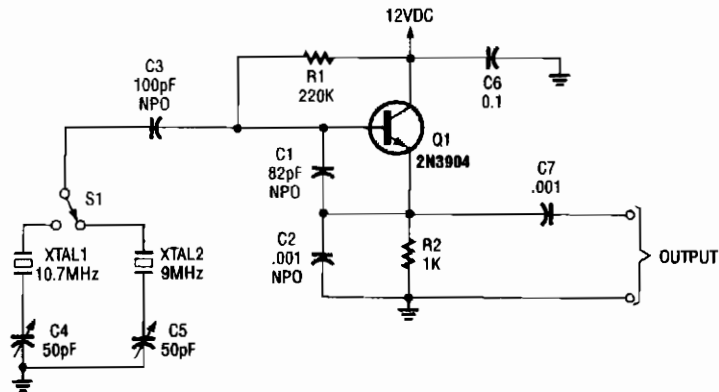 12VDC
C3
100pF
NPO
R1
220K
C6
0.1
Q1
2N3904
C1
82pF
NPO
C7
.001
S1
XTAL1
10.7MHz
XTAL2
9MHz
C2
.001
NPO
R2
1K
OUTPUT
C4
50pF
C5
50pF